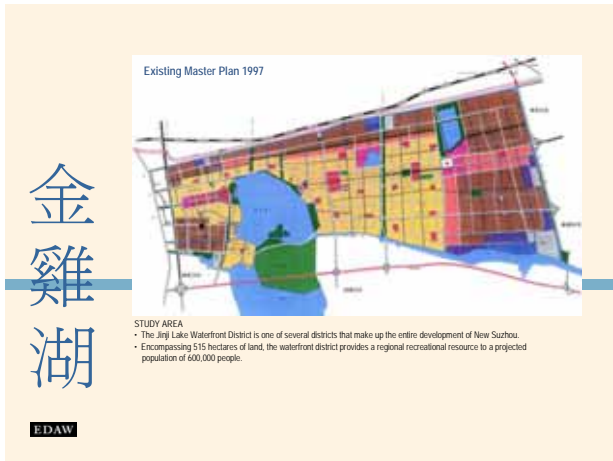 Existing Master Plan 1997
金
雞
湖
STUDY AREA
• The Jinji Lake Waterfront District is one of several districts that make up the entire development of New Suzhou.
• Encompassing 515 hectares of land, the waterfront district provides a regional recreational resource to a projected
population of 600,000 people.
EDAW